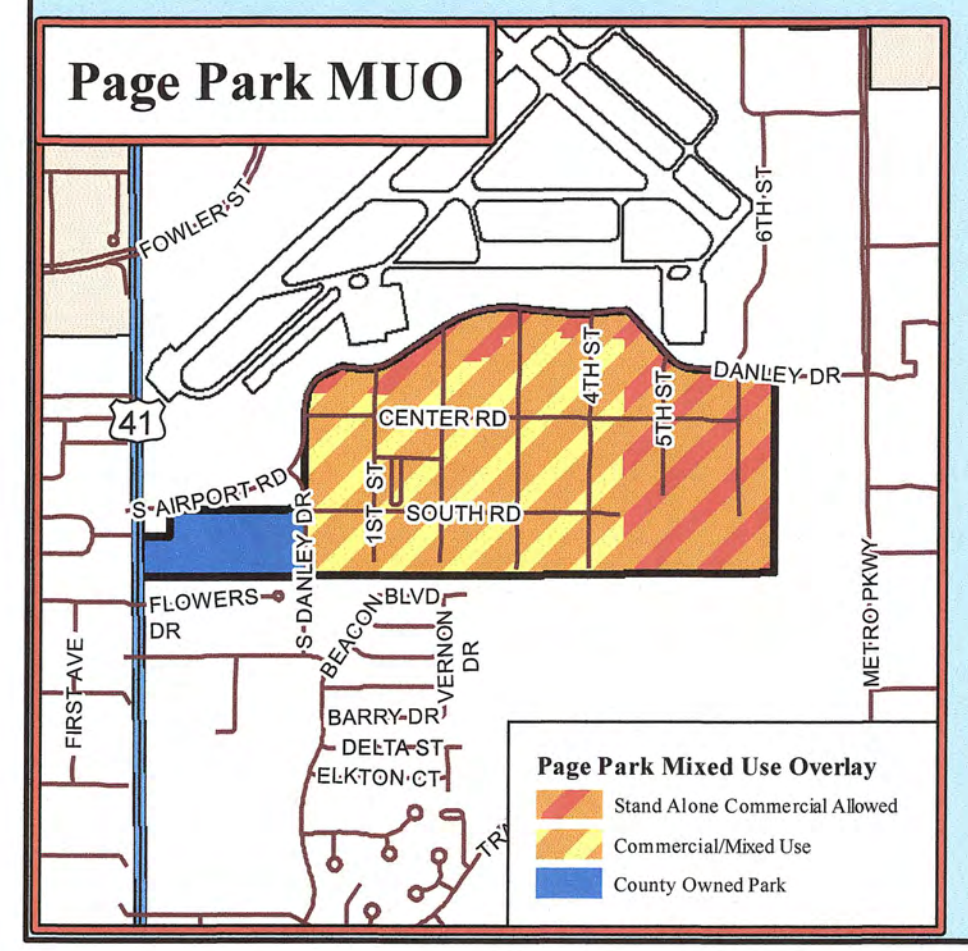 Page Park MUO
FOWLER ST
6TH ST
41
DANLEY DR
4TH ST
5TH ST
CENTER RD
S AIRPORT RD
1ST ST
SOUTH RD
S DANLEY DR
METRO PKWY
FLOWERS
DR
BEACON
BLVD
VERNON
DR
FIRST AVE
BARRY DR
DELTA ST
ELKTON CT
Page Park Mixed Use Overlay
Stand Alone Commercial Allowed
Commercial/Mixed Use
County Owned Park